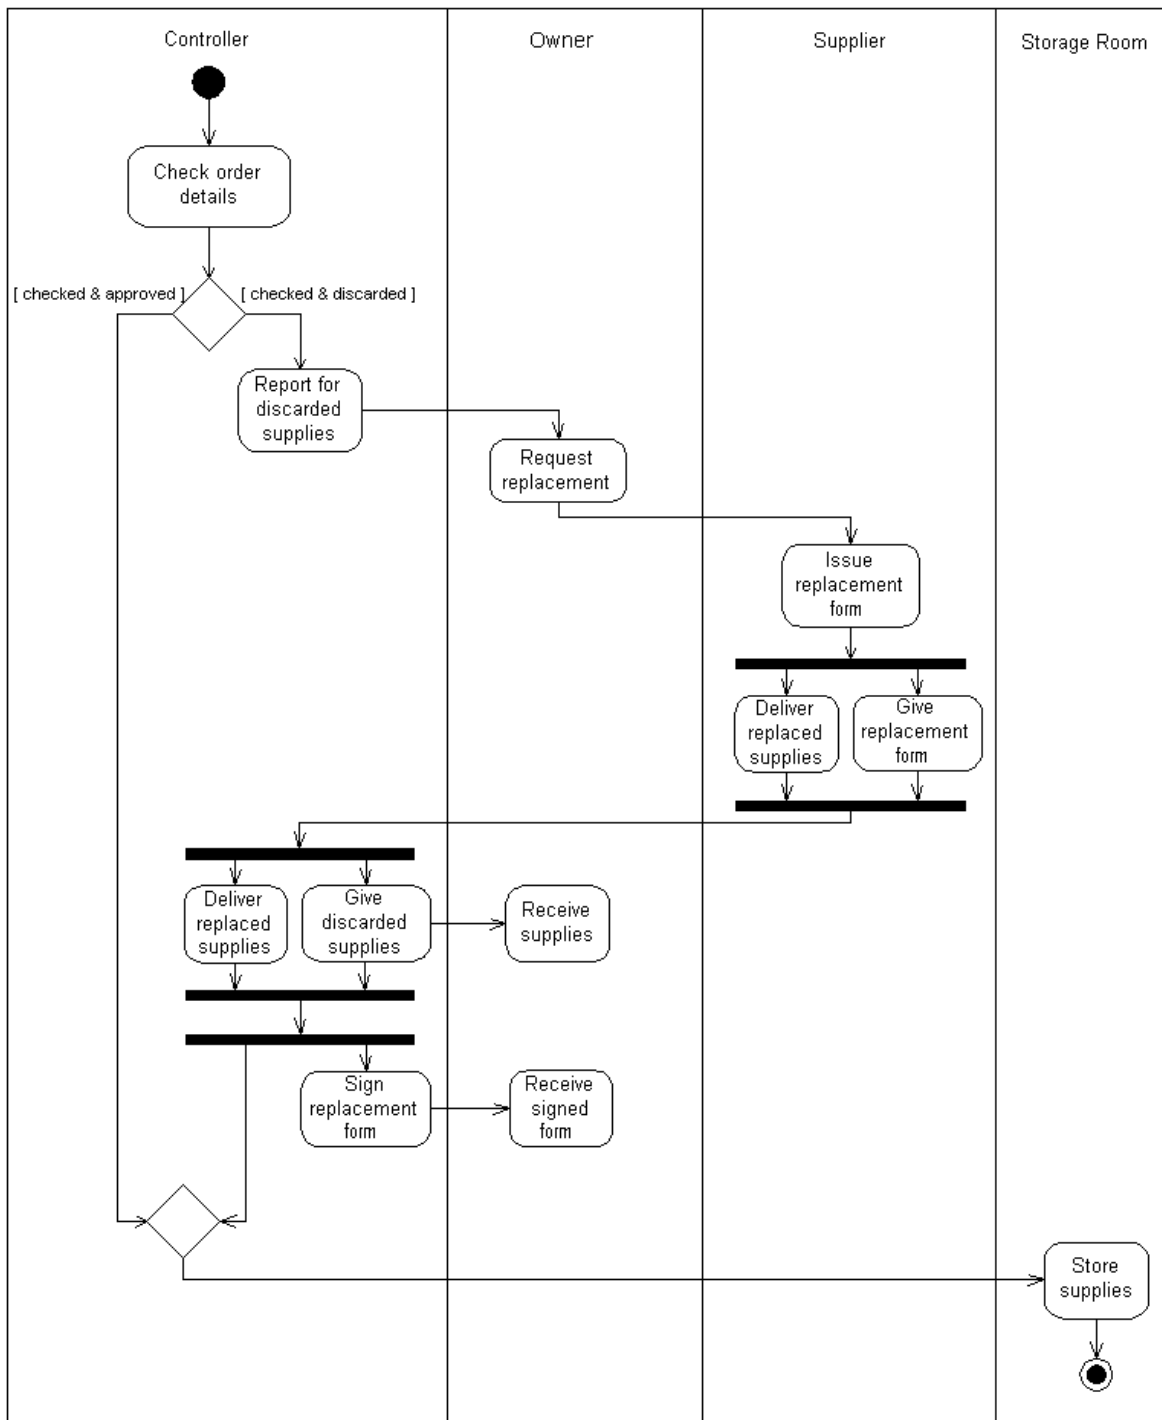 Controller
Owner
Supplier
Storage Room
Check order
details
[ checked & approved ]
[ checked & discarded ]
Report for
discarded
supplies
Request
replacement
Issue
replacement
form
Deliver
replaced
supplies
Give
replacement
form
Deliver
replaced
supplies
Give
discarded
supplies
Receive
supplies
Sign
replacement
form
Receive
signed
form
Store
supplies